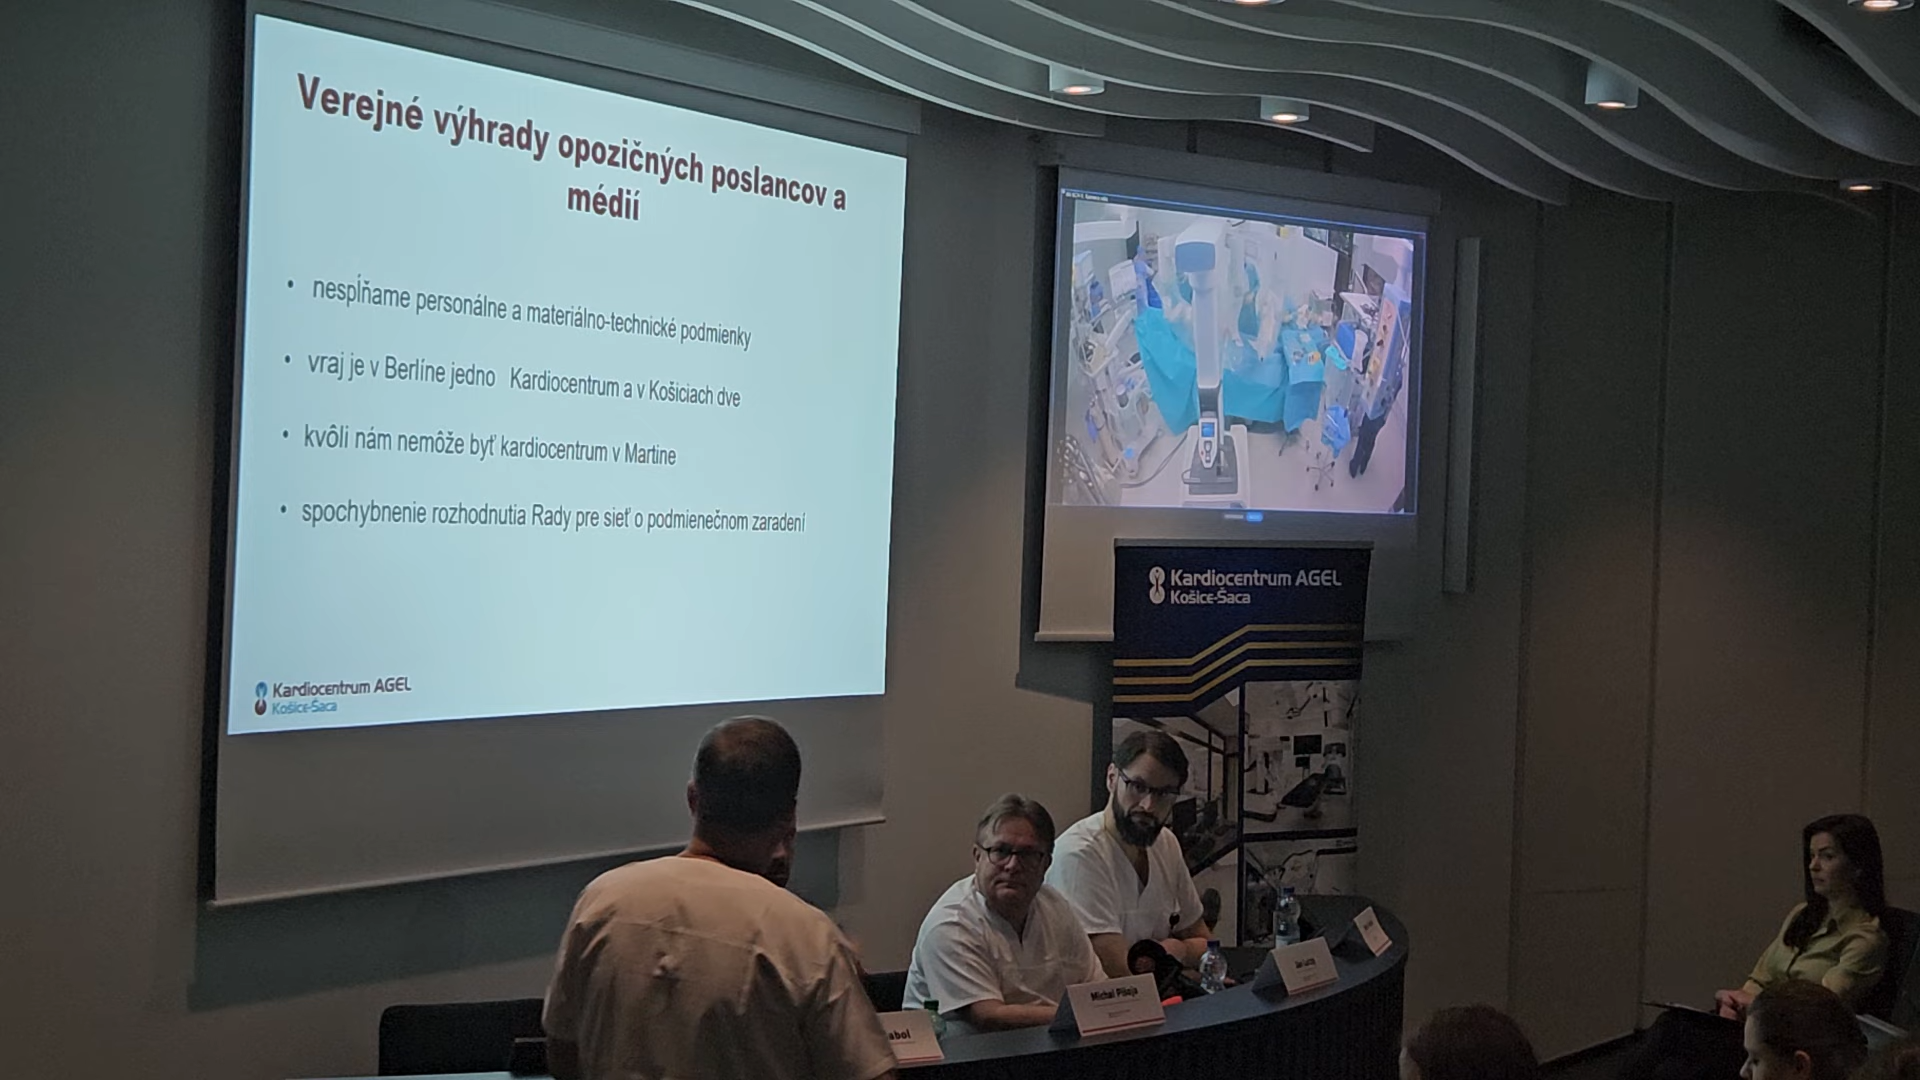 Verejné výhrady opozičných poslancov a
médií
• nespĺňame personálne a materiálno-technické podmienky
• vraj je v Berlíne jedno Kardiocentrum a v Košiciach dve
• kvôli nám nemôže byť kardiocentrum v Martine
• spochybnenie rozhodnutia Rady pre sieť o podmienečnom zaradení
Kardiocentrum AGEL
Košice-Šaca
Kardiocentrum AGEL
Košice-Šaca
abol
Michal Pišoja